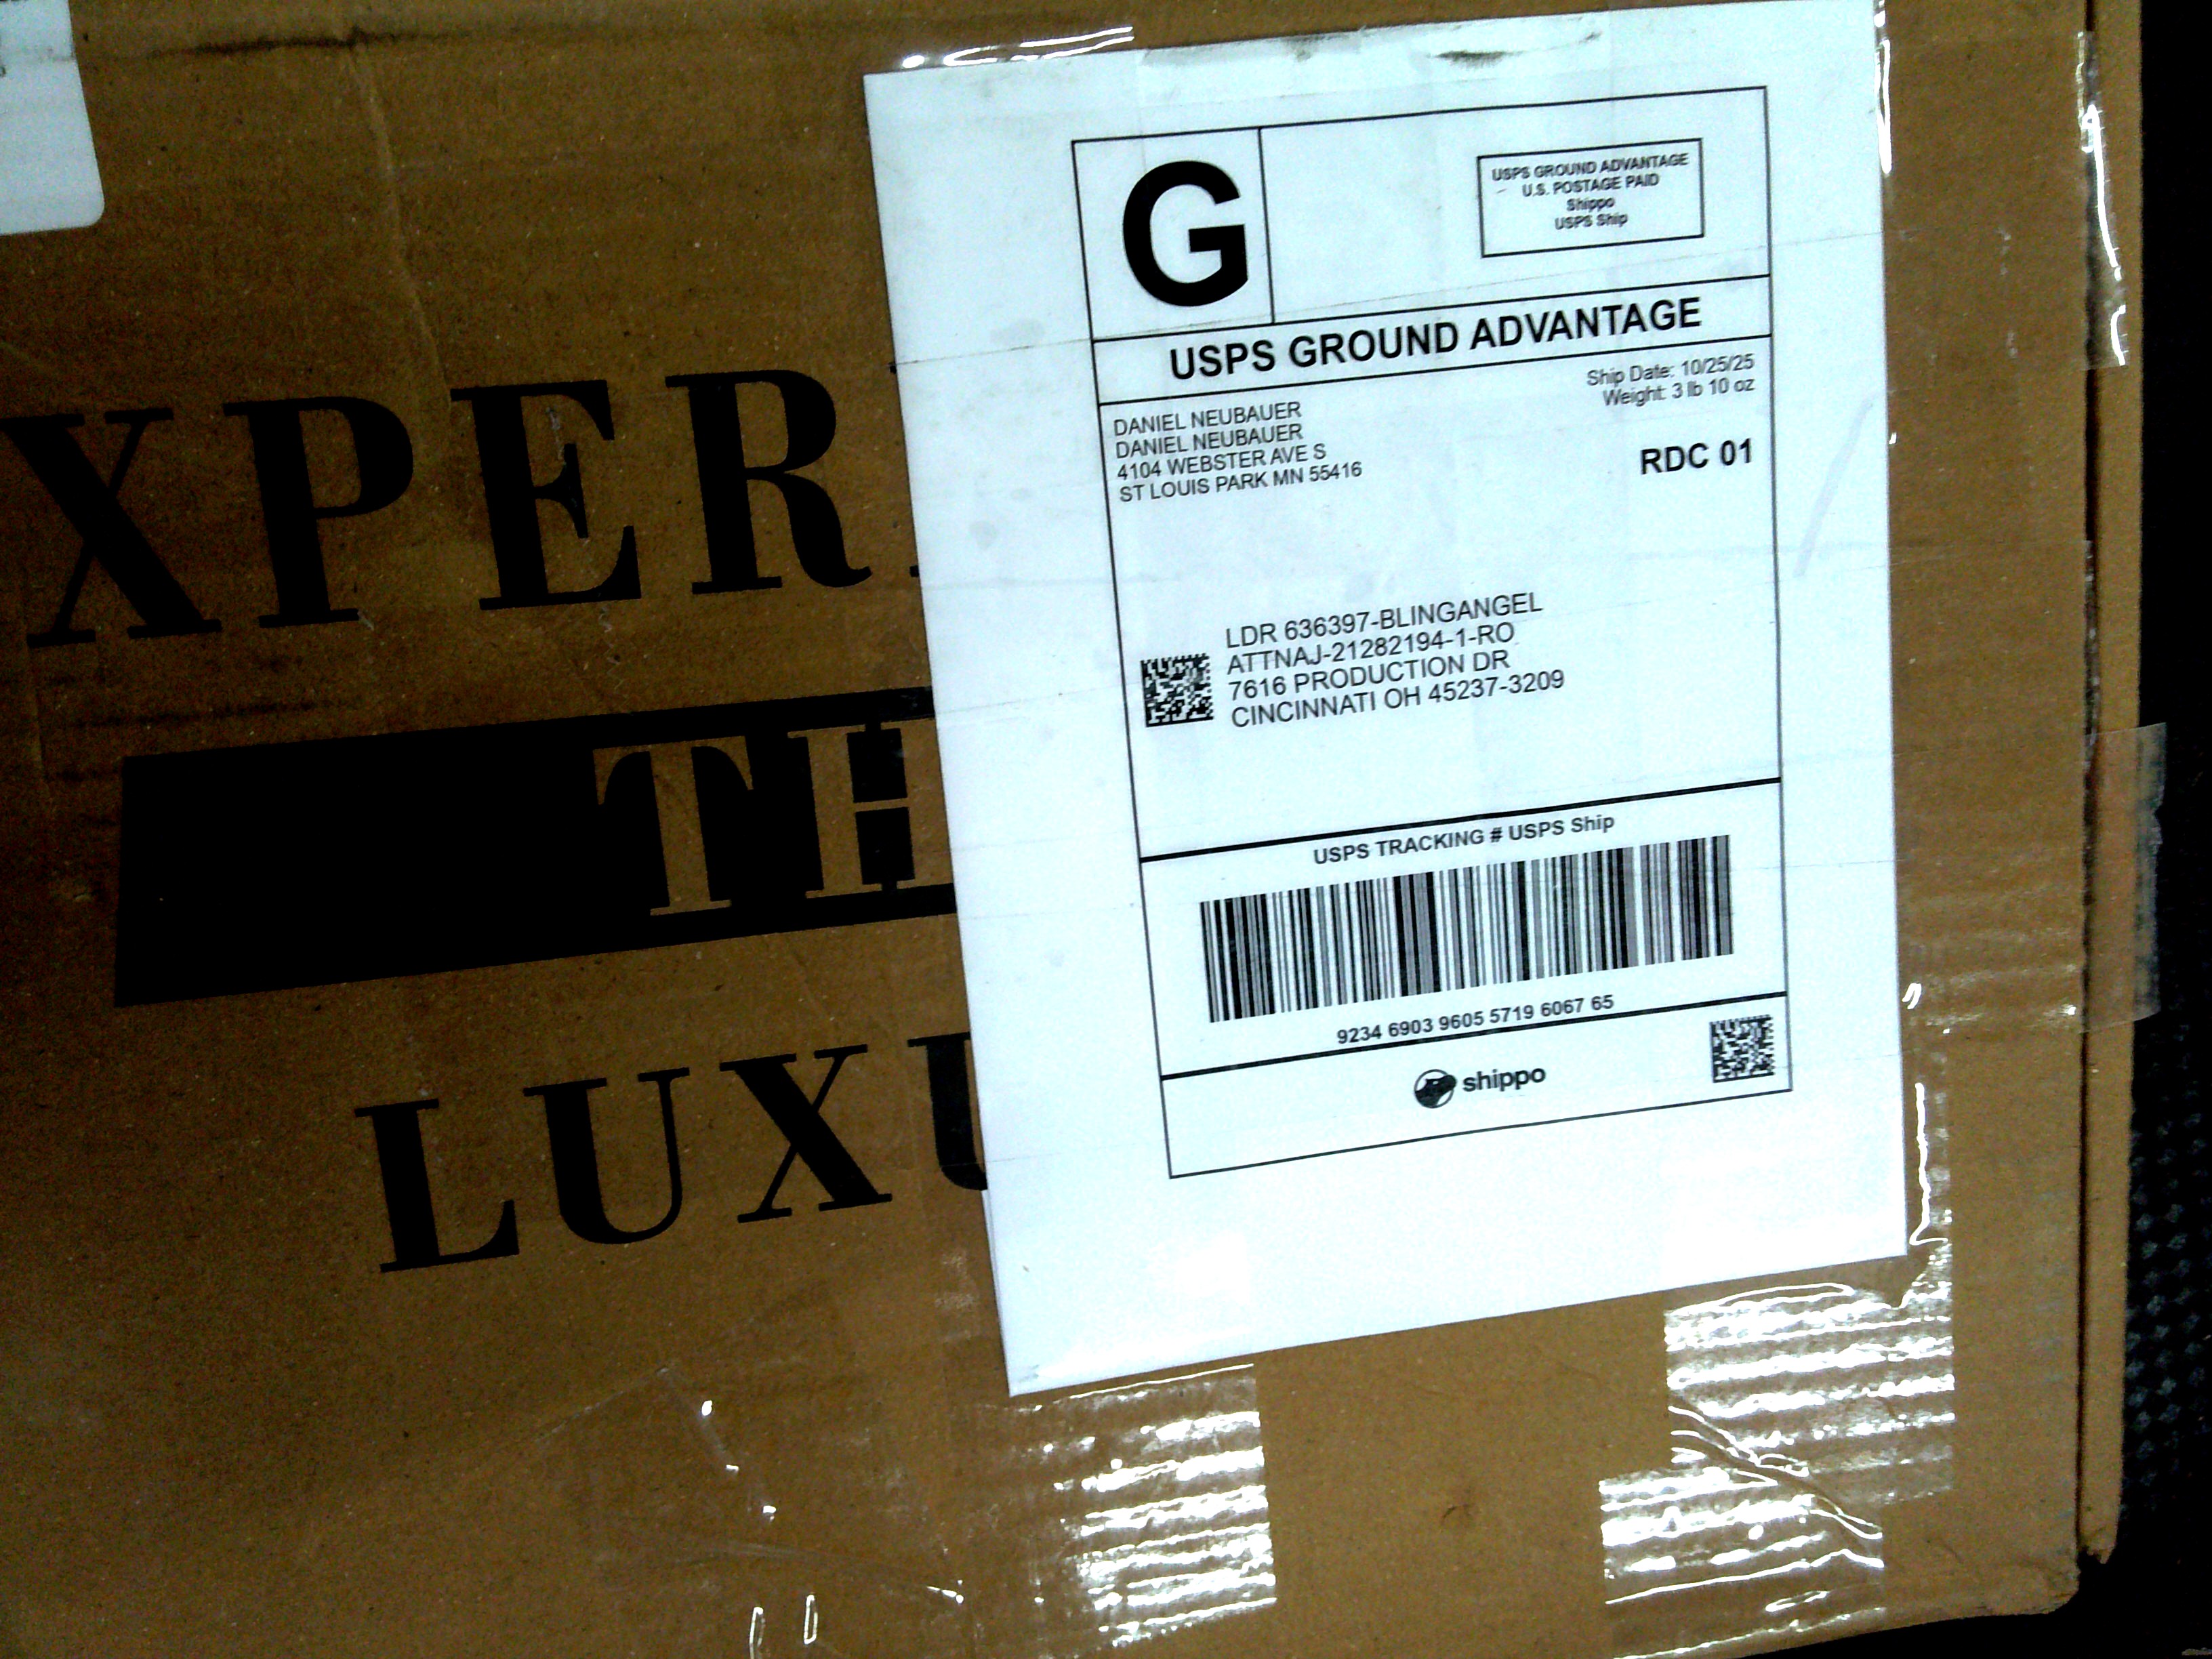 XPER
TH
LUXU
G
USPS GROUND ADVANTAGE
U.S. POSTAGE PAID
Shippo
USPS Ship
USPS GROUND ADVANTAGE
Ship Date: 10/25/25
Weight: 3 lb 10 oz
DANIEL NEUBAUER
DANIEL NEUBAUER
4104 WEBSTER AVE S
ST LOUIS PARK MN 55416
RDC 01
LDR 636397-BLINGANGEL
ATTNAJ-21282194-1-RO
7616 PRODUCTION DR
CINCINNATI OH 45237-3209
USPS TRACKING # USPS Ship
9234 6903 9605 5719 6067 65
shippo